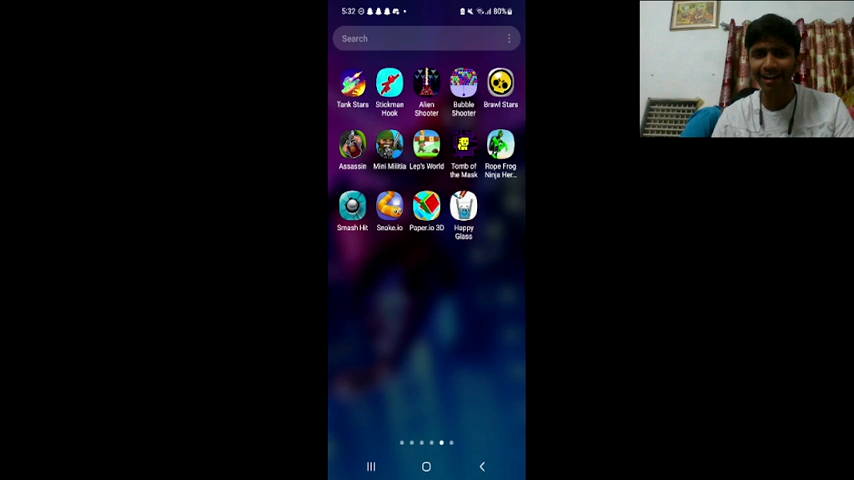 5:32 80%
Search
Tank Stars Stickman Hook Alien Shooter Bubble Shooter Brawl Stars
Assassin Mini Militia Lep's World Tomb of the Mask Rope Frog Ninja Her...
Smash Hit Snake.io Paper.io 3D Happy Glass